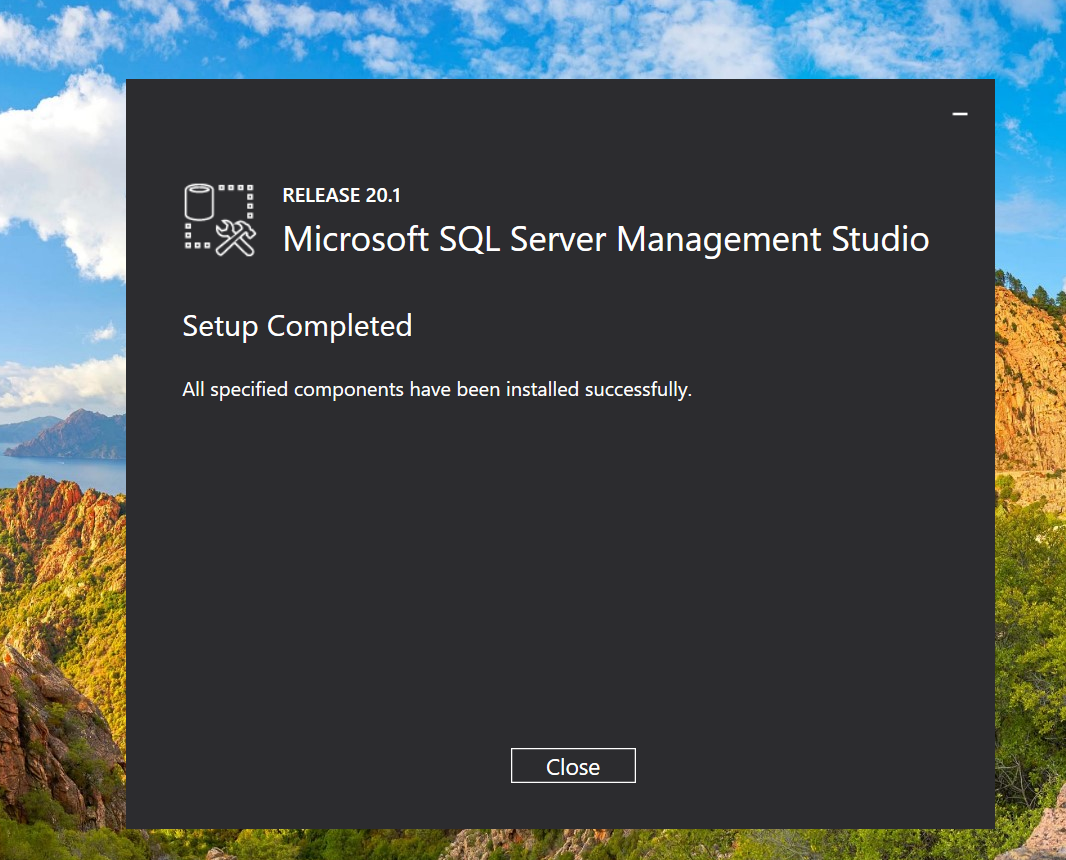 RELEASE 20.1
Microsoft SQL Server Management Studio
Setup Completed
All specified components have been installed successfully.
Close